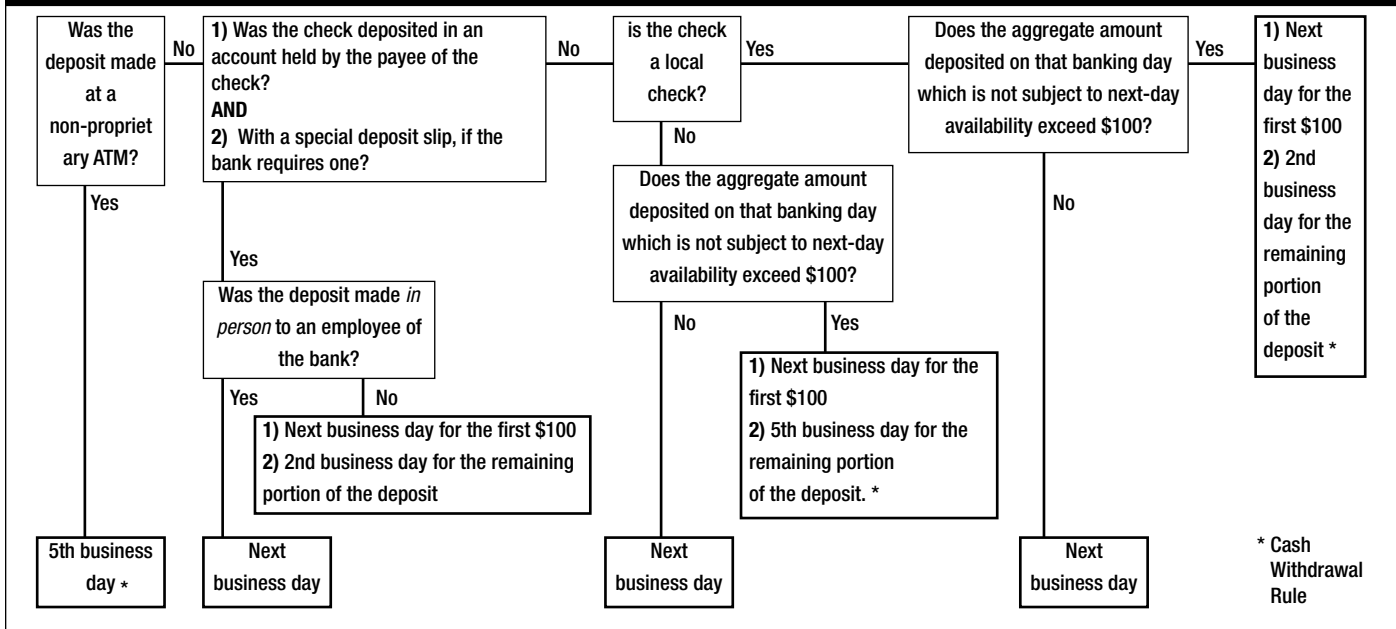 Was the
deposit made
at a
non-propriet
ary ATM?
No
1) Was the check deposited in an
account held by the payee of the
check?
AND
2) With a special deposit slip, if the
bank requires one?
No
is the check
a local
check?
Yes
Does the aggregate amount
deposited on that banking day
which is not subject to next-day
availability exceed $100?
Yes
1) Next
business
day for the
first $100
2) 2nd
business
day for the
remaining
portion
of the
deposit *
Yes
Yes
No
No
Does the aggregate amount
deposited on that banking day
which is not subject to next-day
availability exceed $100?
Was the deposit made in
person to an employee of
the bank?
No
Yes
Yes
No
1) Next business day for the first $100
2) 2nd business day for the remaining
portion of the deposit
1) Next business day for the
first $100
2) 5th business day for the
remaining portion
of the deposit. *
5th business
day *
Next
business day
Next
business day
Next
business day
* Cash
Withdrawal
Rule